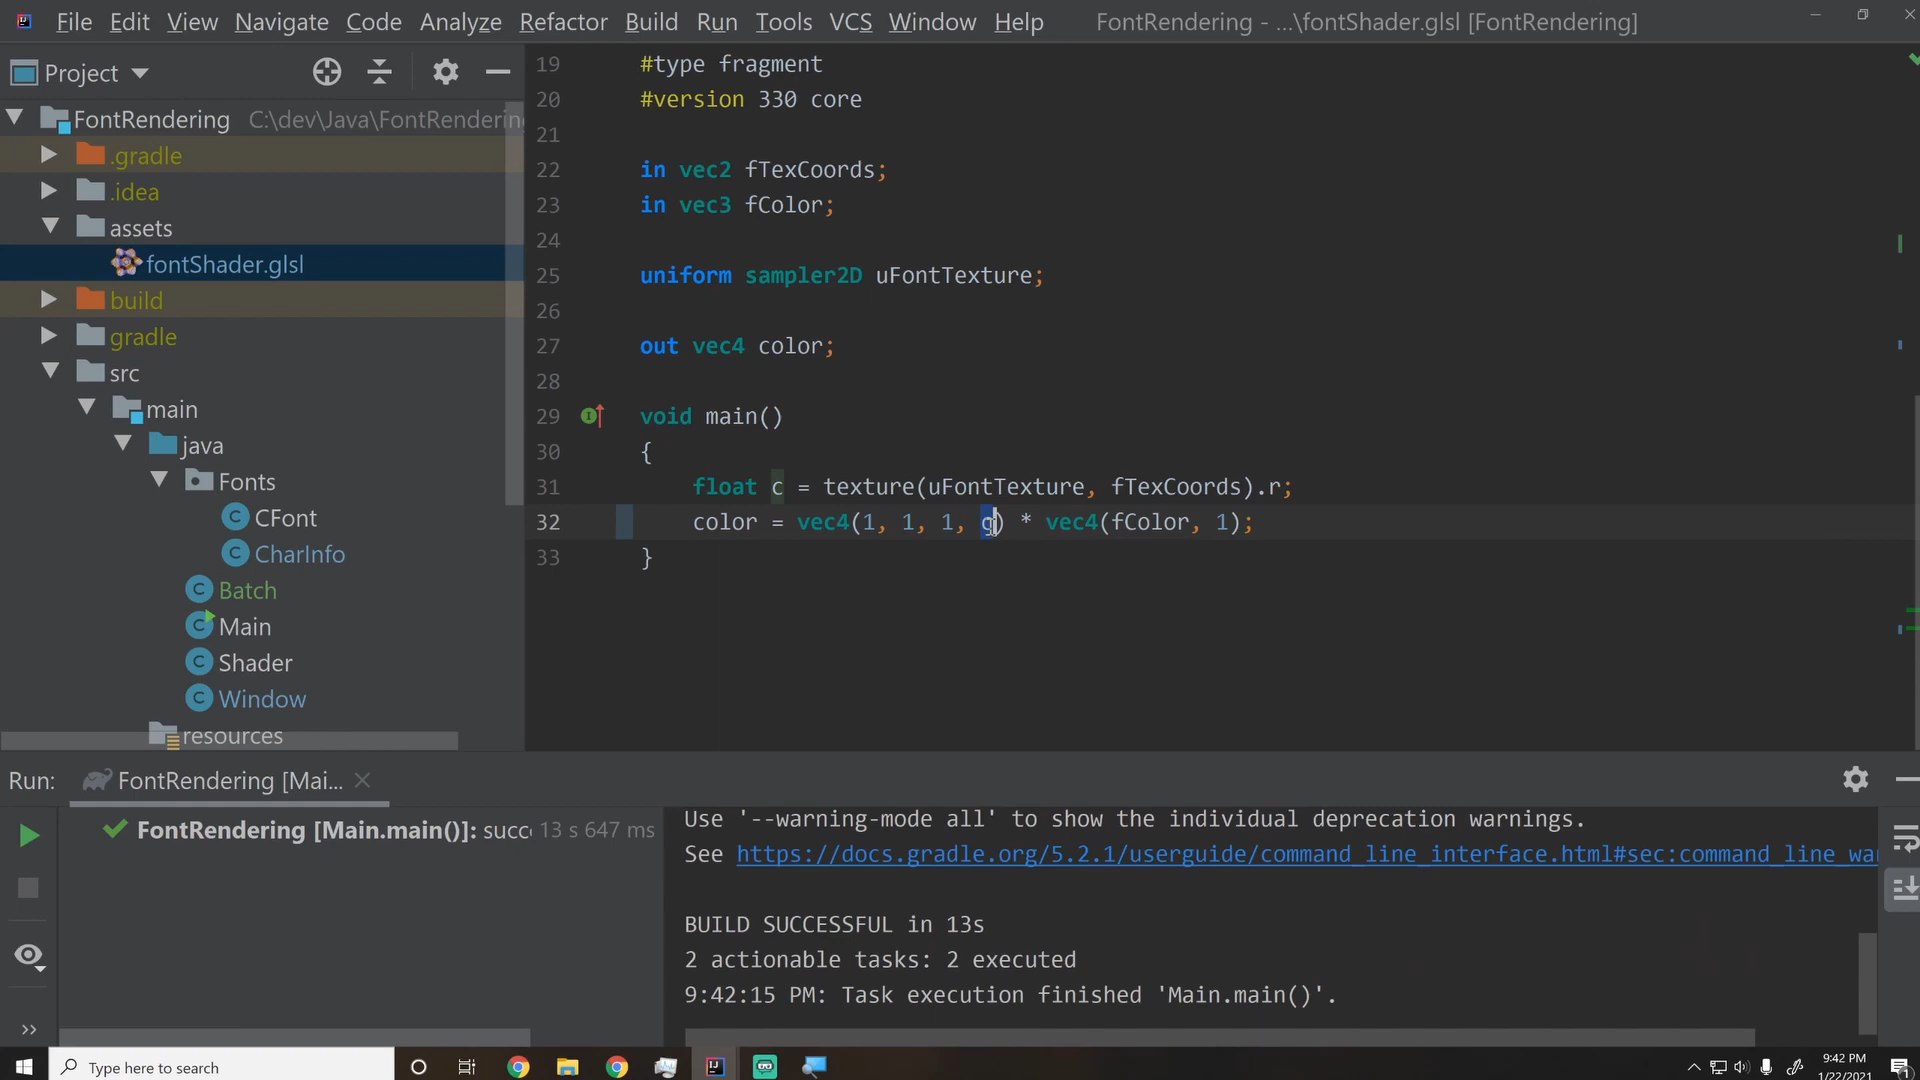 File Edit View Navigate Code Analyze Refactor Build Run Tools VCS Window Help FontRendering - ...\fontShader.glsl [FontRendering]
Project
FontRendering C:\dev\Java\FontRenderin
.gradle
.idea
assets
fontShader.glsl
build
gradle
src
main
java
Fonts
CFont
CharInfo
Batch
Main
Shader
Window
resources
19 #type fragment
20 #version 330 core
21
22 in vec2 fTexCoords;
23 in vec3 fColor;
24
25 uniform sampler2D uFontTexture;
26
27 out vec4 color;
28
29 void main()
30 {
31 float c = texture(uFontTexture, fTexCoords).r;
32 color = vec4(1, 1, 1, c) * vec4(fColor, 1);
33 }
Run: FontRendering [Mai...
FontRendering [Main.main()]: succ 13 s 647 ms
Use '--warning-mode all' to show the individual deprecation warnings.
See https://docs.gradle.org/5.2.1/userguide/command_line_interface.html#sec:command_line_wa
BUILD SUCCESSFUL in 13s
2 actionable tasks: 2 executed
9:42:15 PM: Task execution finished 'Main.main()'.
Type here to search
9:42 PM
1/22/2021